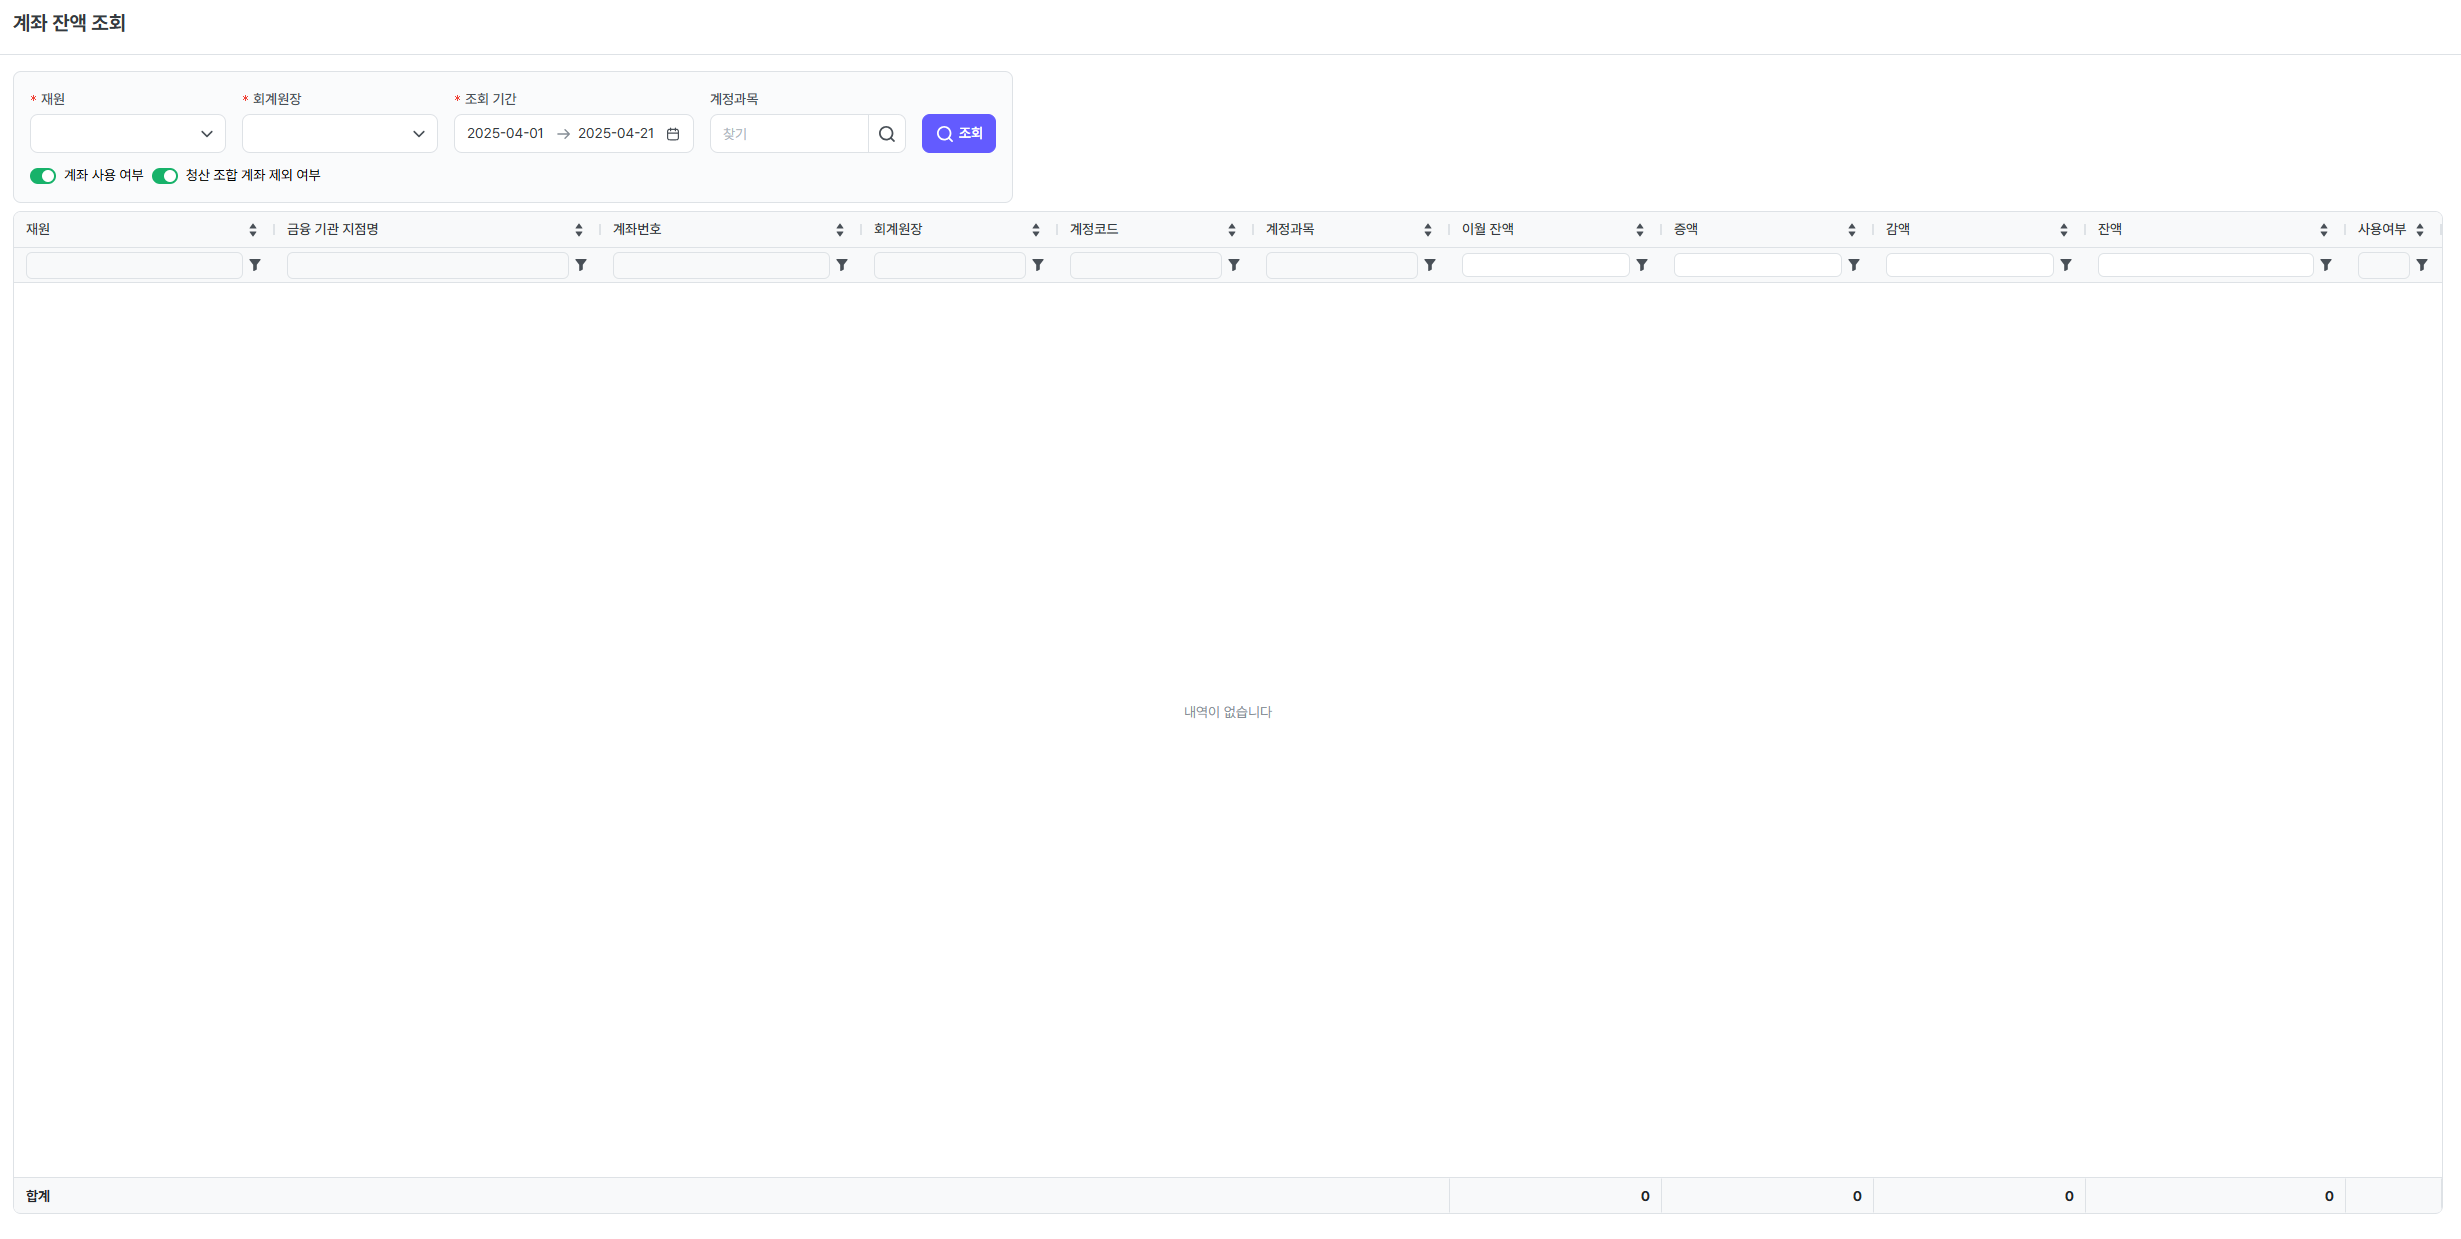 계좌 잔액 조회
* 재원
* 회계원장
* 조회 기간
계정과목
2025-04-01 → 2025-04-21
찾기
조회
계좌 사용 여부
청산 조합 계좌 제외 여부
재원
금융 기관 지점명
계좌번호
회계원장
계정코드
계정과목
이월 잔액
증액
감액
잔액
사용여부
내역이 없습니다
합계
0
0
0
0